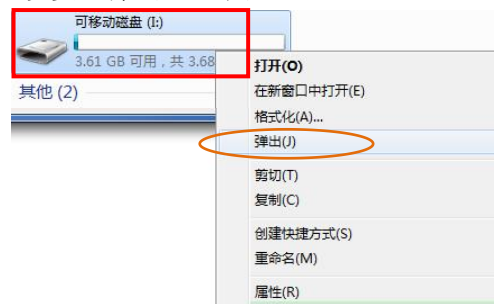 可移动磁盘 (I:)
3.61 GB 可用，共 3.68
其他 (2)
打开(O)
在新窗口中打开(E)
格式化(A)...
弹出(J)
剪切(T)
复制(C)
创建快捷方式(S)
重命名(M)
属性(R)